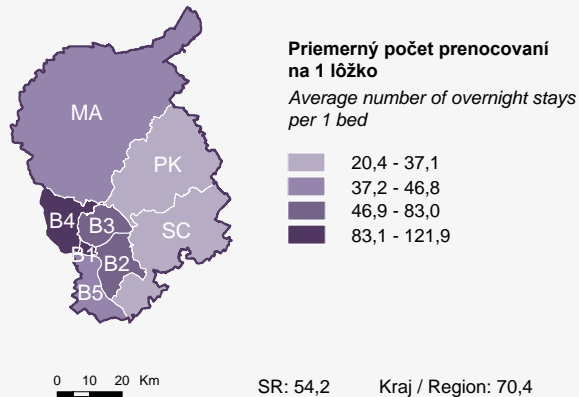 Priemerný počet prenocovaní
na 1 lôžko
Average number of overnight stays
per 1 bed
20,4 - 37,1
37,2 - 46,8
46,9 - 83,0
83,1 - 121,9
MA
PK
B4
B3
SC
B1
B2
B5
0 10 20 Km
SR: 54,2 Kraj / Region: 70,4